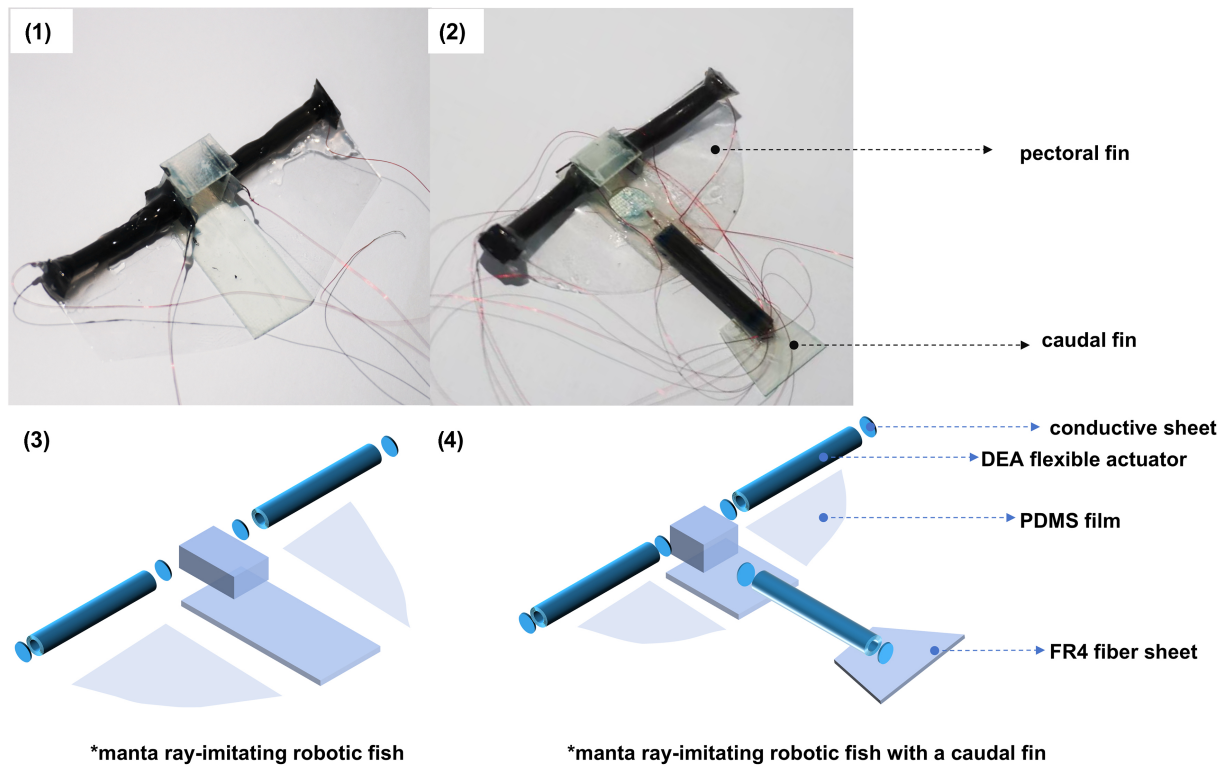 (1)
(2)
pectoral fin
caudal fin
(3)
(4)
conductive sheet
DEA flexible actuator
PDMS film
FR4 fiber sheet
*manta ray-imitating robotic fish
*manta ray-imitating robotic fish with a caudal fin